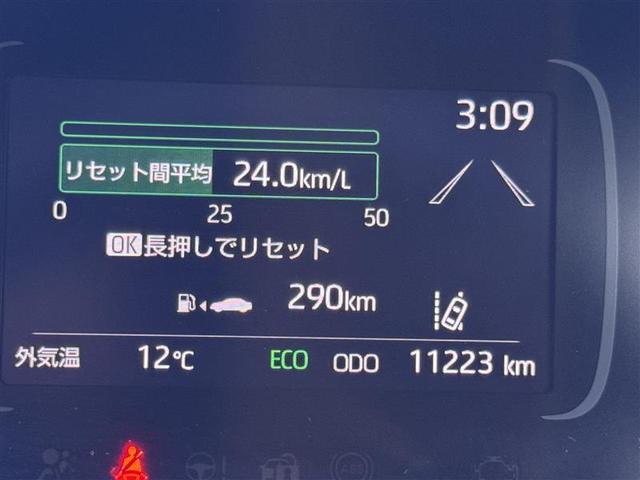 3:09
リセット間平均 24.0km/L
0 25 50
OK長押しでリセット
290km
外気温 12℃ ECO ODO 11223 km
ABS